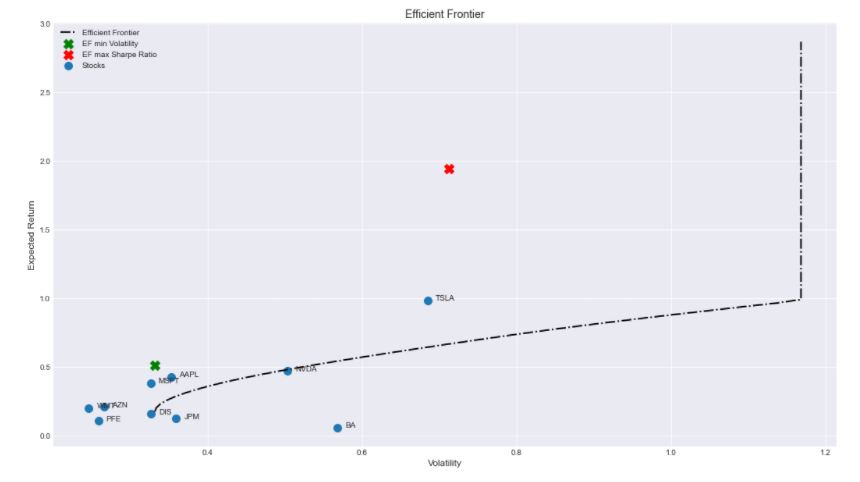 Efficient Frontier
3.0
Efficient Frontier
EF min Volatility
EF max Sharpe Ratio
Stocks
2.5
2.0
1.5
1.0
0.5
0.0
Expected Return
TSLA
NVDA
AAPL
MSFT
AZN
DIS
JPM
PFE
BA
0.4
0.6
0.8
1.0
1.2
Volatility